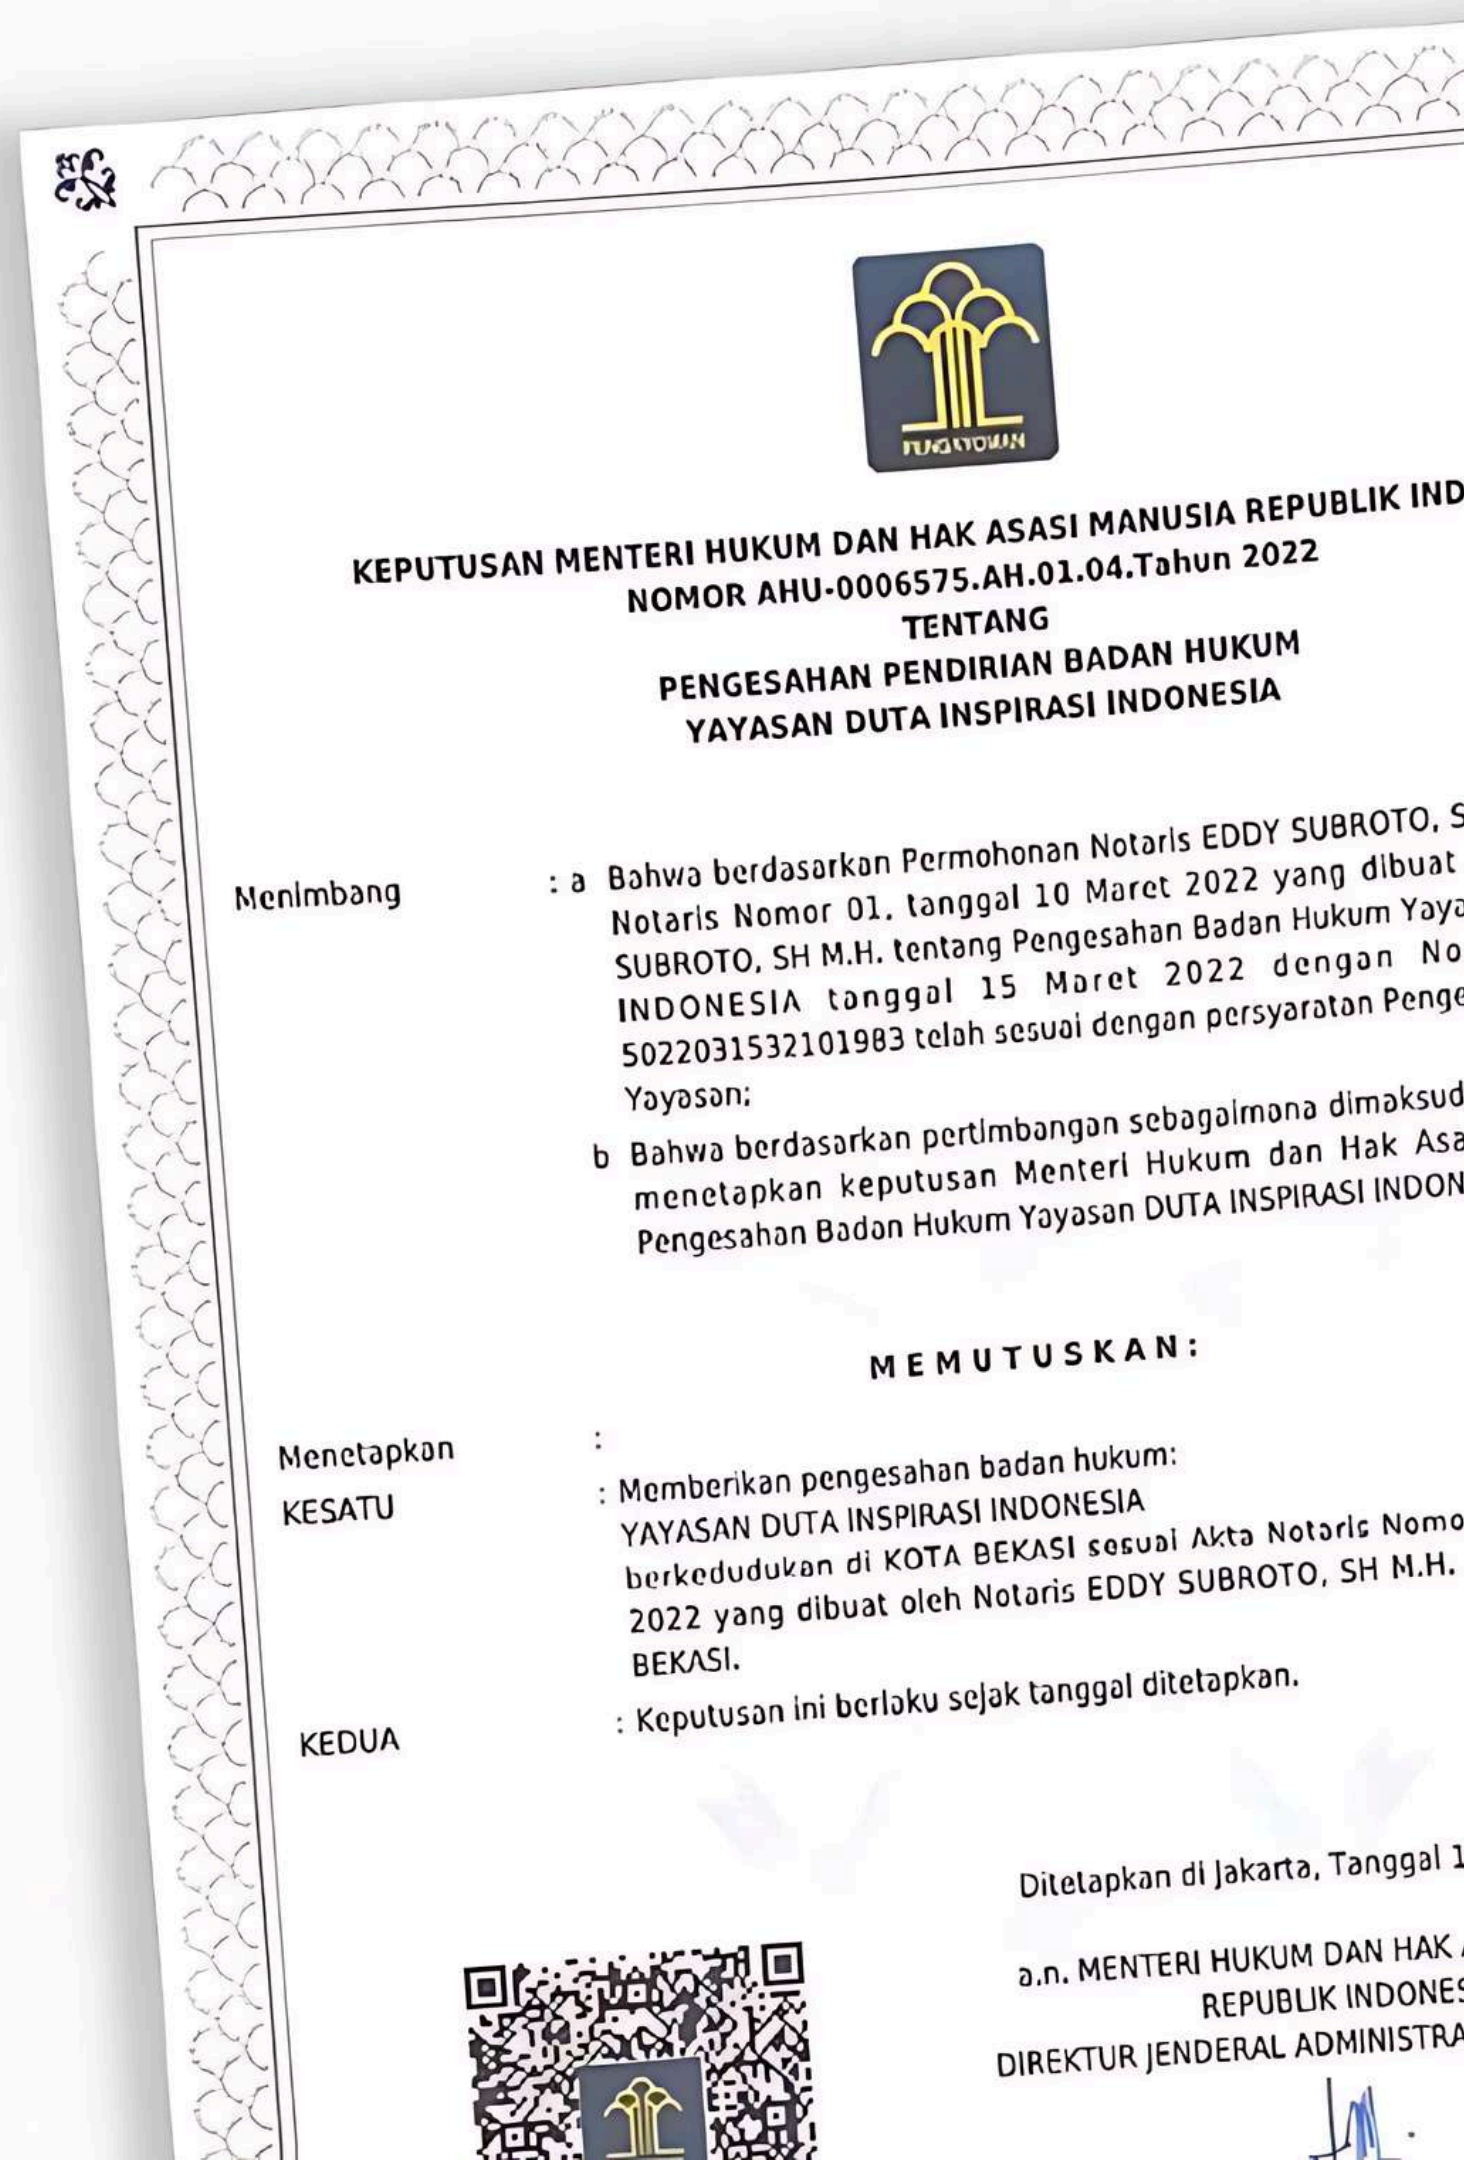 KEPUTUSAN MENTERI HUKUM DAN HAK ASASI MANUSIA REPUBLIK IND
NOMOR AHU-0006575.AH.01.04.Tahun 2022
TENTANG
PENGESAHAN PENDIRIAN BADAN HUKUM
YAYASAN DUTA INSPIRASI INDONESIA
Menimbang : a Bahwa berdasarkan Permohonan Notaris EDDY SUBROTO, S
Notaris Nomor 01, tanggal 10 Maret 2022 yang dibuat
SUBROTO, SH M.H. tentang Pengesahan Badan Hukum Yaya
INDONESIA tanggal 15 Maret 2022 dengan No
5022031532101983 telah sesuai dengan persyaratan Penge
Yayasan;
b Bahwa berdasarkan pertimbangan sebagaimana dimaksud
menetapkan keputusan Menteri Hukum dan Hak Asa
Pengesahan Badan Hukum Yayasan DUTA INSPIRASI INDON
MEMUTUSKAN:
Menetapkan :
KESATU : Memberikan pengesahan badan hukum:
YAYASAN DUTA INSPIRASI INDONESIA
berkedudukan di KOTA BEKASI sesuai Akta Notaris Nomo
2022 yang dibuat oleh Notaris EDDY SUBROTO, SH M.H.
BEKASI.
KEDUA : Keputusan ini berlaku sejak tanggal ditetapkan.
Ditetapkan di Jakarta, Tanggal 1
a.n. MENTERI HUKUM DAN HAK A
REPUBLIK INDONES
DIREKTUR JENDERAL ADMINISTRA